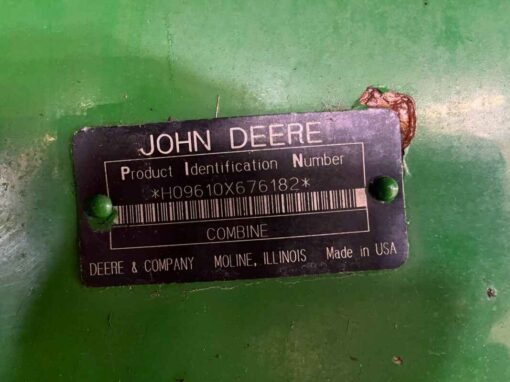 JOHN DEERE
Product Identification Number
*H09610X676182*
COMBINE
DEERE & COMPANY MOLINE, ILLINOIS Made in USA